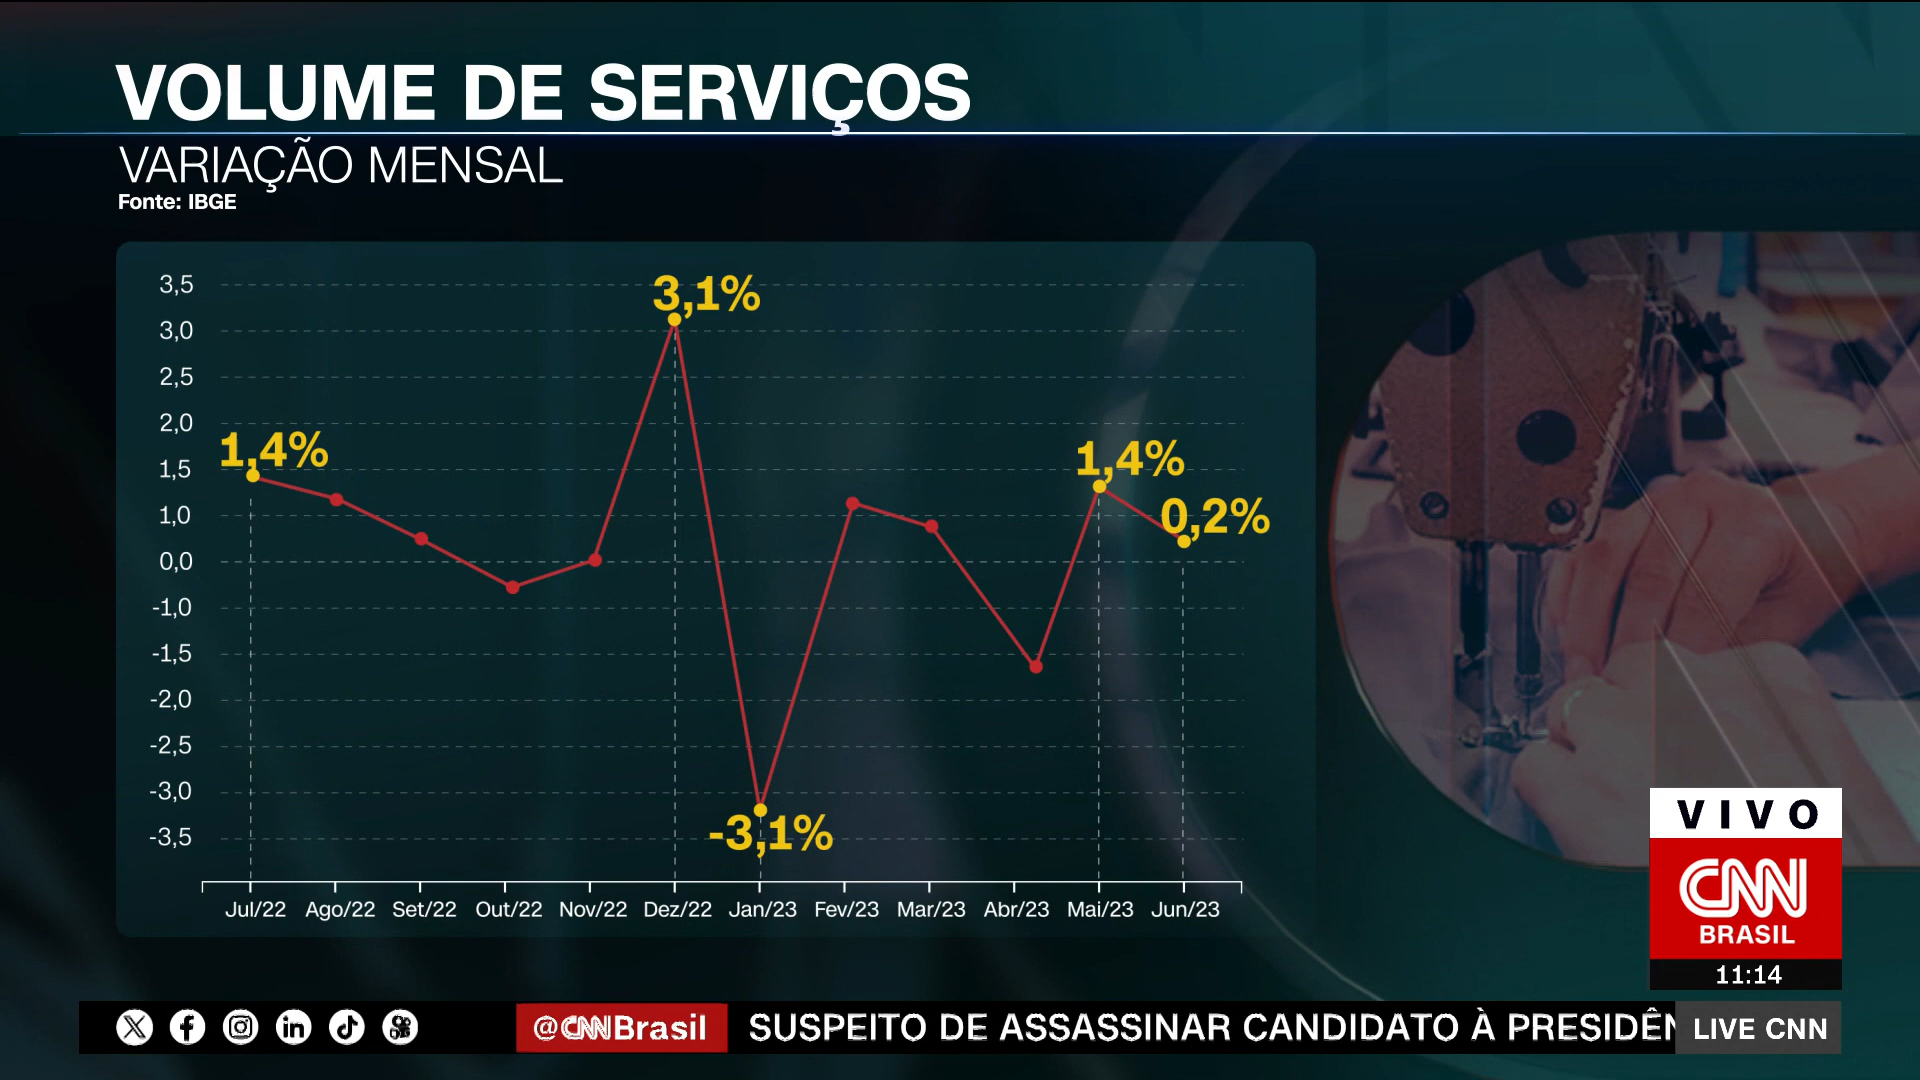 VOLUME DE SERVIÇOS
VARIAÇÃO MENSAL
Fonte: IBGE
3,5
3,0
2,5
2,0
1,5
1,0
0,0
-1,0
-1,5
-2,0
-2,5
-3,0
-3,5
1,4%
3,1%
-3,1%
1,4%
0,2%
Jul/22 Ago/22 Set/22 Out/22 Nov/22 Dez/22 Jan/23 Fev/23 Mar/23 Abr/23 Mai/23 Jun/23
VIVO
CNN
BRASIL
11:14
@CNNBrasil SUSPEITO DE ASSASSINAR CANDIDATO À PRESIDÊN LIVE CNN